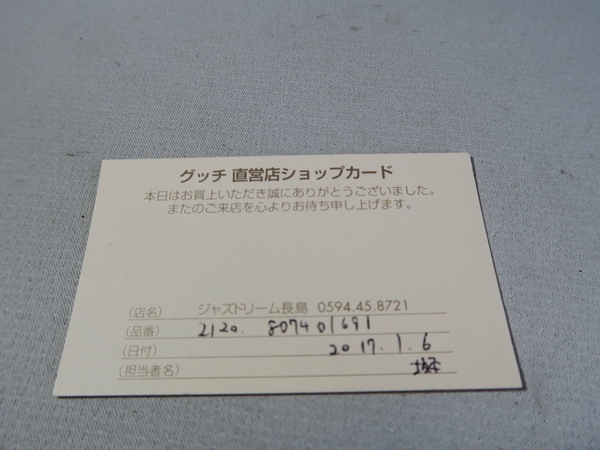 グッチ 直営店ショップカード
本日はお買上いただき誠にありがとうございました。
またのご来店を心よりお待ち申し上げます。
(店名) ジャズドリーム長島 0594.45.8721
(品番) 2120. 807401691
(日付) 2017.1.6
(担当者名)